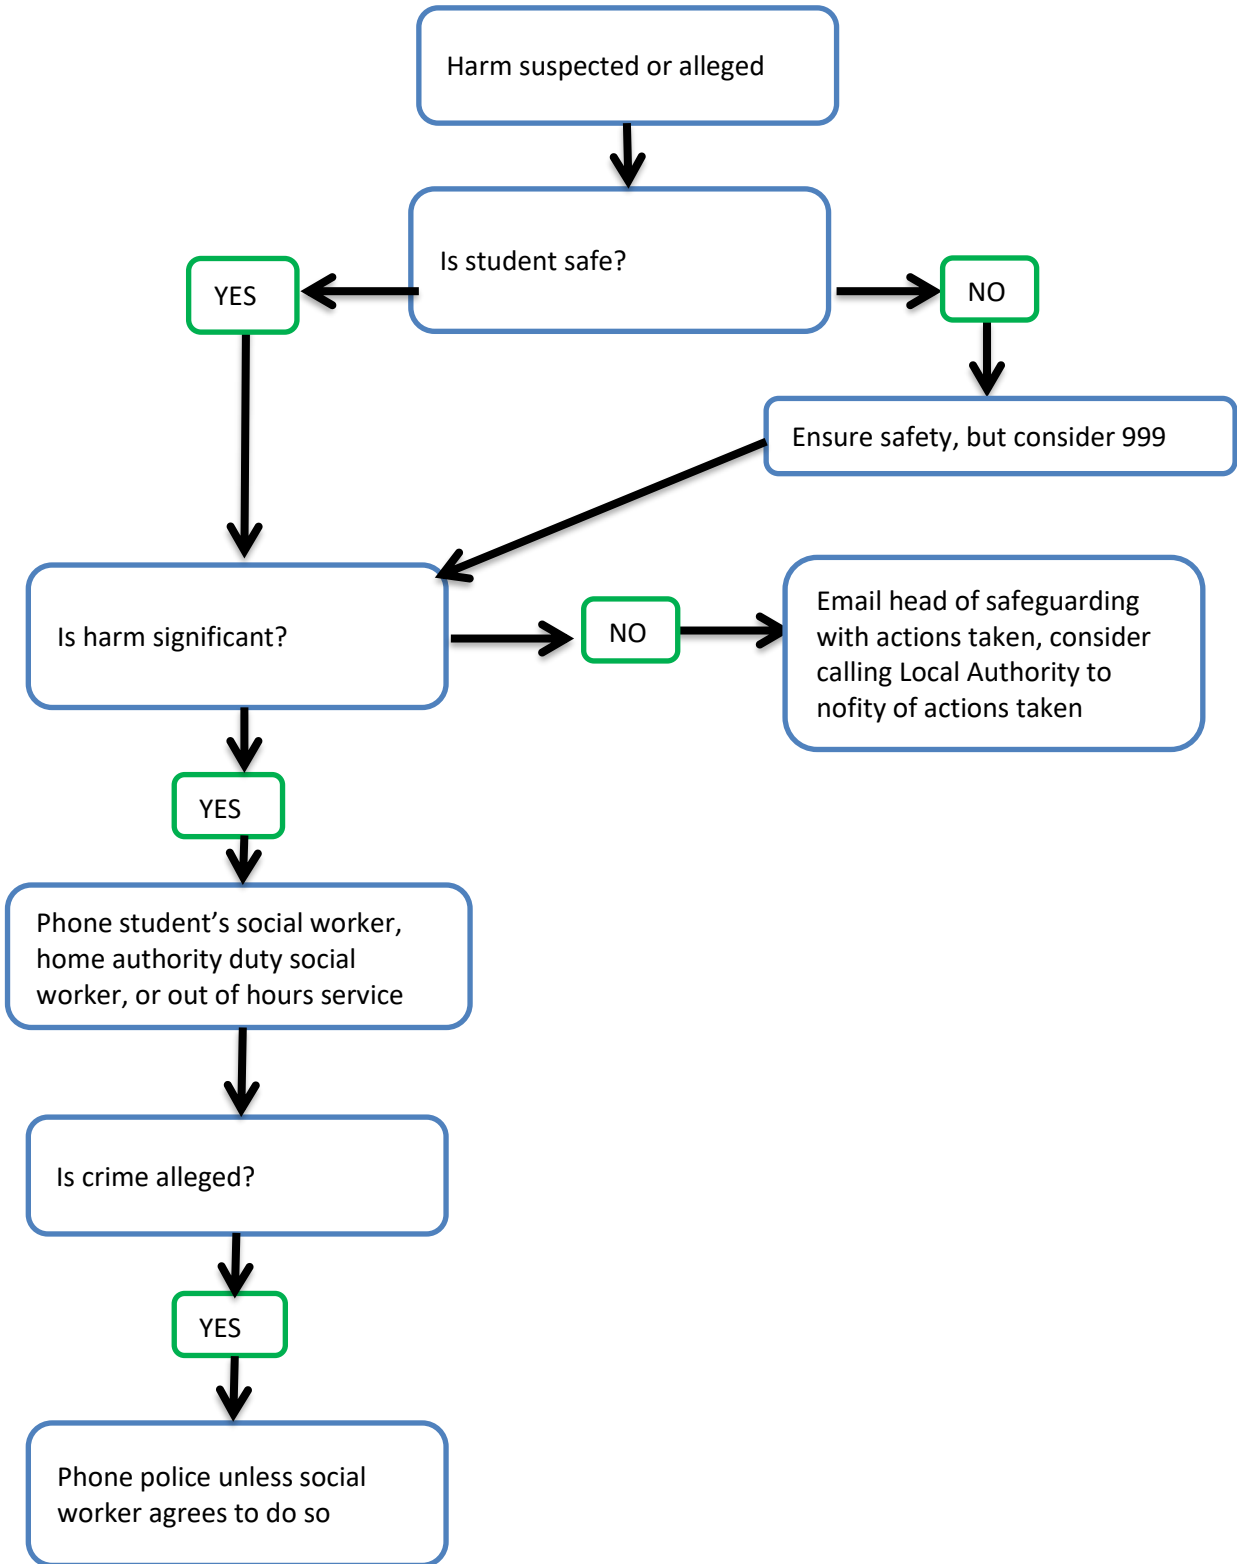 Harm suspected or alleged
Is student safe?
YES
NO
Ensure safety, but consider 999
Is harm significant?
NO
Email head of safeguarding
with actions taken, consider
calling Local Authority to
nofity of actions taken
YES
Phone student’s social worker,
home authority duty social
worker, or out of hours service
Is crime alleged?
YES
Phone police unless social
worker agrees to do so